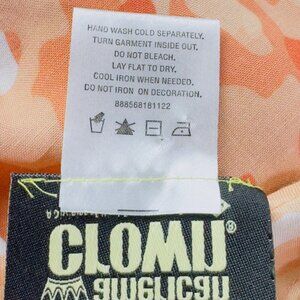 HAND WASH COLD SEPARATELY.
TURN GARMENT INSIDE OUT.
DO NOT BLEACH.
LAY FLAT TO DRY.
COOL IRON WHEN NEEDED.
DO NOT IRON ON DECORATION.
888568181122